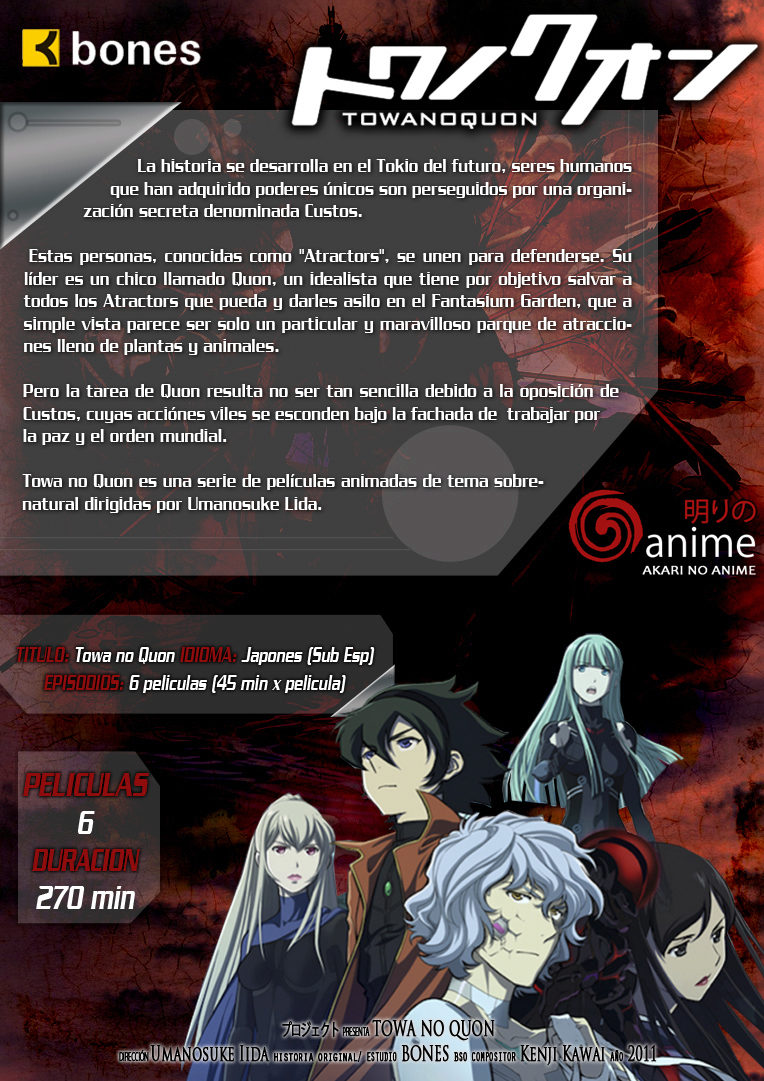 bones
トワノクオン
TOWANOQUON
La historia se desarrolla en el Tokio del futuro, seres humanos
que han adquirido poderes únicos son perseguidos por una organi-
zación secreta denominada Custos.
Estas personas, conocidas como "Atractors", se unen para defenderse. Su
líder es un chico llamado Quon, un idealista que tiene por objetivo salvar a
todos los Atractors que pueda y darles asilo en el Fantasium Garden, que a
simple vista parece ser solo un particular y maravilloso parque de atraccio-
nes lleno de plantas y animales.
Pero la tarea de Quon resulta no ser tan sencilla debido a la oposición de
Custos, cuyas acciónes viles se esconden bajo la fachada de trabajar por
la paz y el orden mundial.
Towa no Quon es una serie de películas animadas de tema sobre-
natural dirigidas por Umanosuke Lida.
明りの
anime
AKARI NO ANIME
TITULO: Towa no Quon IDIOMA: Japones (Sub Esp)
EPISODIOS: 6 peliculas (45 min x pelicula)
PELICULAS
6
DURACION
270 min
プロジェクト PRESENTA TOWA NO QUON
DIRECCIÓN UMANOSUKE IIDA HISTORIA ORIGINAL/ ESTUDIO BONES BSO COMPOSITOR KENJI KAWAI AÑO 2011